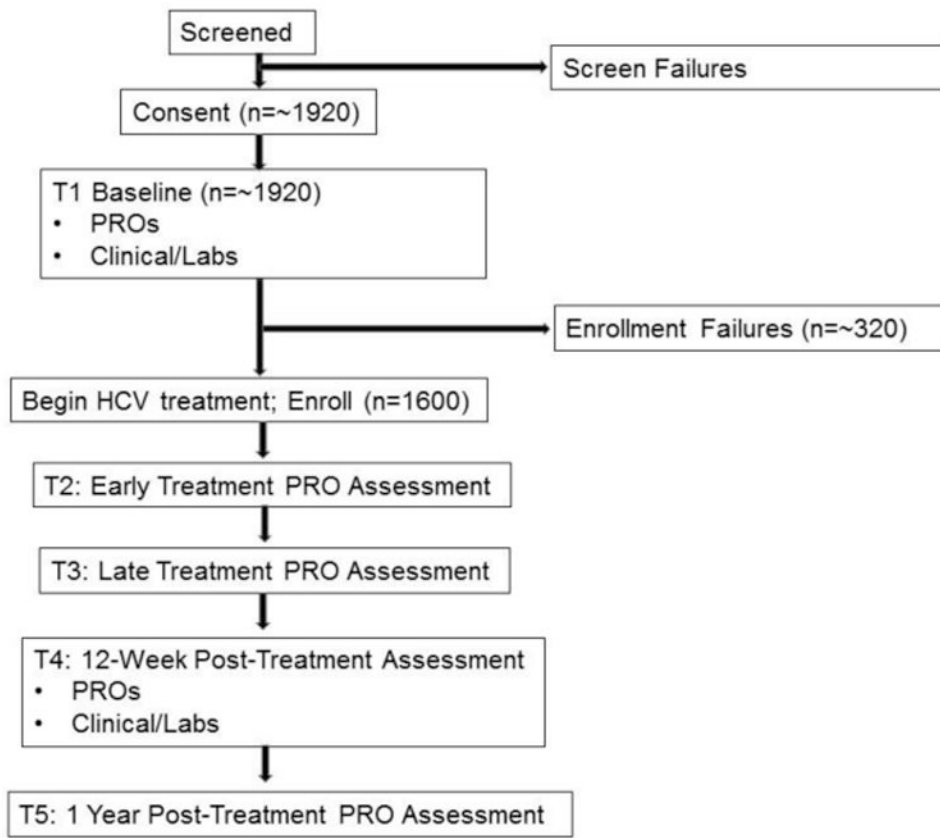 Screened
Screen Failures
Consent (n=~1920)
T1 Baseline (n=~1920)
• PROs
• Clinical/Labs
Enrollment Failures (n=~320)
Begin HCV treatment; Enroll (n=1600)
T2: Early Treatment PRO Assessment
T3: Late Treatment PRO Assessment
T4: 12-Week Post-Treatment Assessment
• PROs
• Clinical/Labs
T5: 1 Year Post-Treatment PRO Assessment